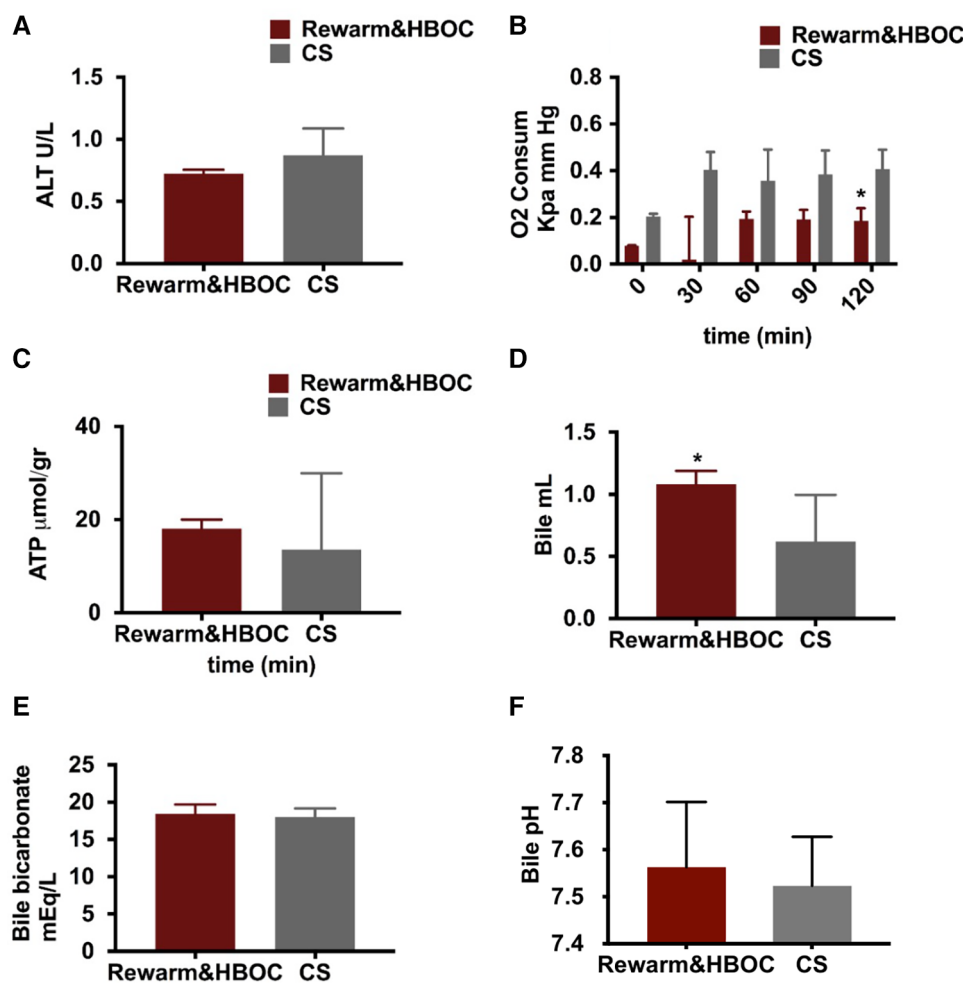 A
Rewarm&HBOC
CS
ALT U/L
1.5
1.0
0.5
0.0
Rewarm&HBOC CS
B
Rewarm&HBOC
CS
O2 Consum
Kpa mm Hg
0.8
0.6
0.4
0.2
0.0
*
0 30 60 90 120
time (min)
C
Rewarm&HBOC
CS
ATP μmol/gr
40
20
0
Rewarm&HBOC CS
time (min)
D
Bile mL
1.5
1.0
0.5
0.0
*
Rewarm&HBOC CS
E
Bile bicarbonate
mEq/L
25
20
15
10
5
0
Rewarm&HBOC CS
F
Bile pH
7.8
7.7
7.6
7.5
7.4
Rewarm&HBOC CS